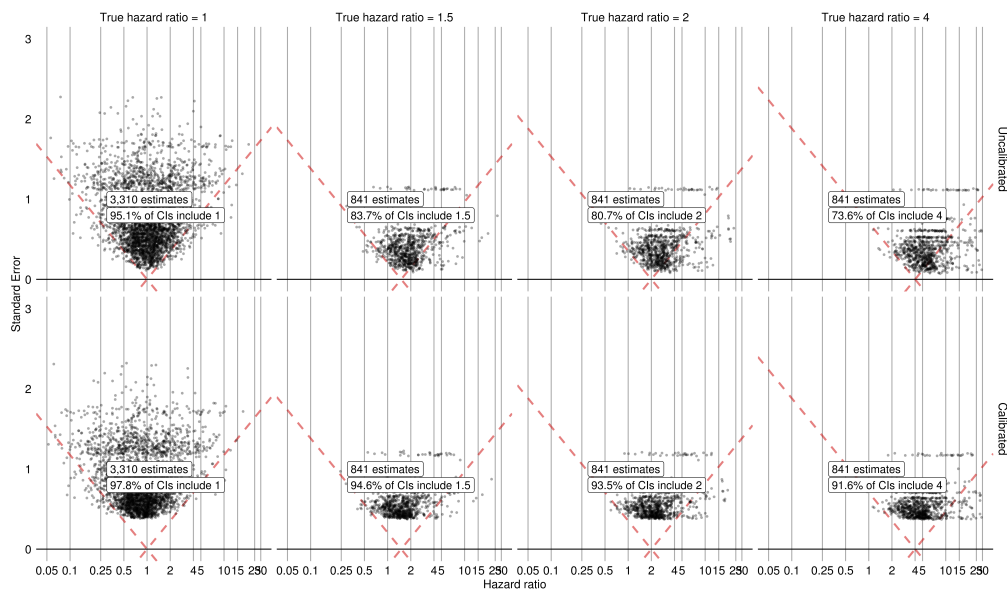 True hazard ratio = 1
True hazard ratio = 1.5
True hazard ratio = 2
True hazard ratio = 4
Standard Error
3
2
1
0
3,310 estimates
95.1% of CIs include 1
841 estimates
83.7% of CIs include 1.5
841 estimates
80.7% of CIs include 2
841 estimates
73.6% of CIs include 4
Uncalibrated
3
2
1
0
3,310 estimates
97.8% of CIs include 1
841 estimates
94.6% of CIs include 1.5
841 estimates
93.5% of CIs include 2
841 estimates
91.6% of CIs include 4
Calibrated
0.05 0.1 0.25 0.5 1 2 4 5 10 15 25 30
0.05 0.1 0.25 0.5 1 2 4 5 10 15 25 30
0.05 0.1 0.25 0.5 1 2 4 5 10 15 25 30
0.05 0.1 0.25 0.5 1 2 4 5 10 15 25 30
Hazard ratio